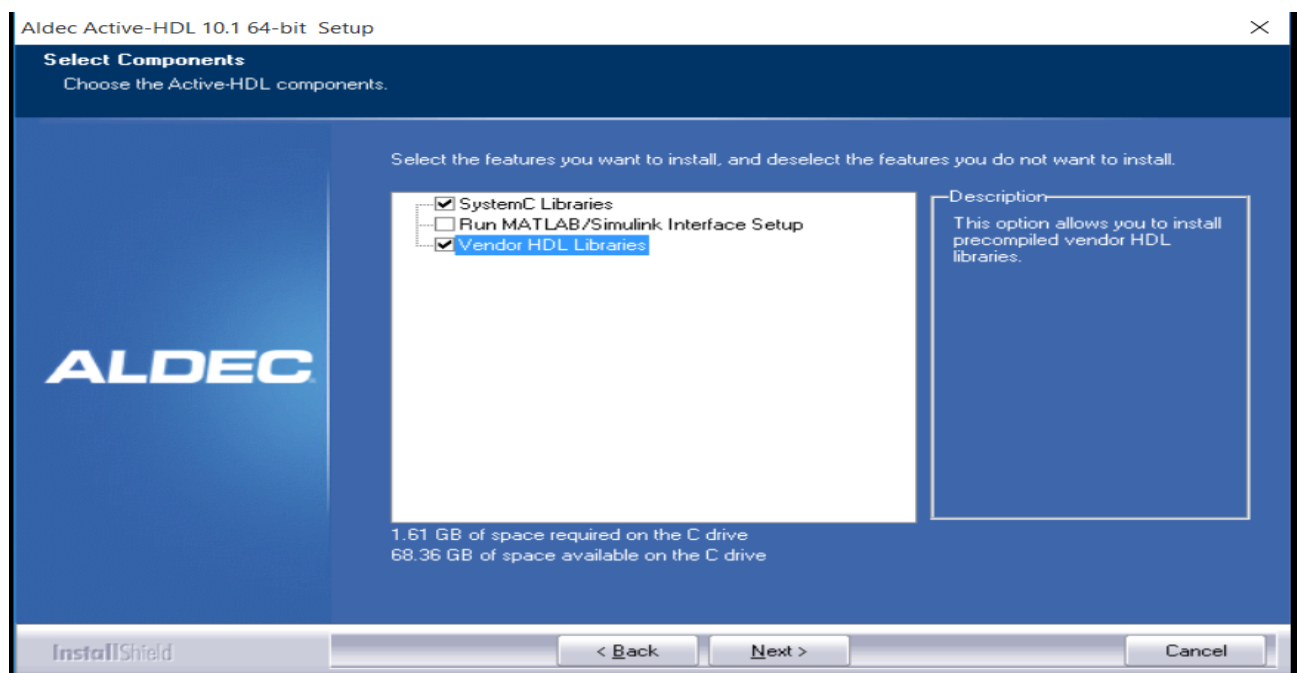 Aldec Active-HDL 10.1 64-bit  Setup
Select Components
Choose the Active-HDL components.
Select the features you want to install, and deselect the features you do not want to install.
SystemC Libraries
Run MATLAB/Simulink Interface Setup
Vendor HDL Libraries
Description
This option allows you to install
precompiled vendor HDL
libraries.
ALDEC
1.61 GB of space required on the C drive
68.36 GB of space available on the C drive
InstallShield
< Back
Next >
Cancel